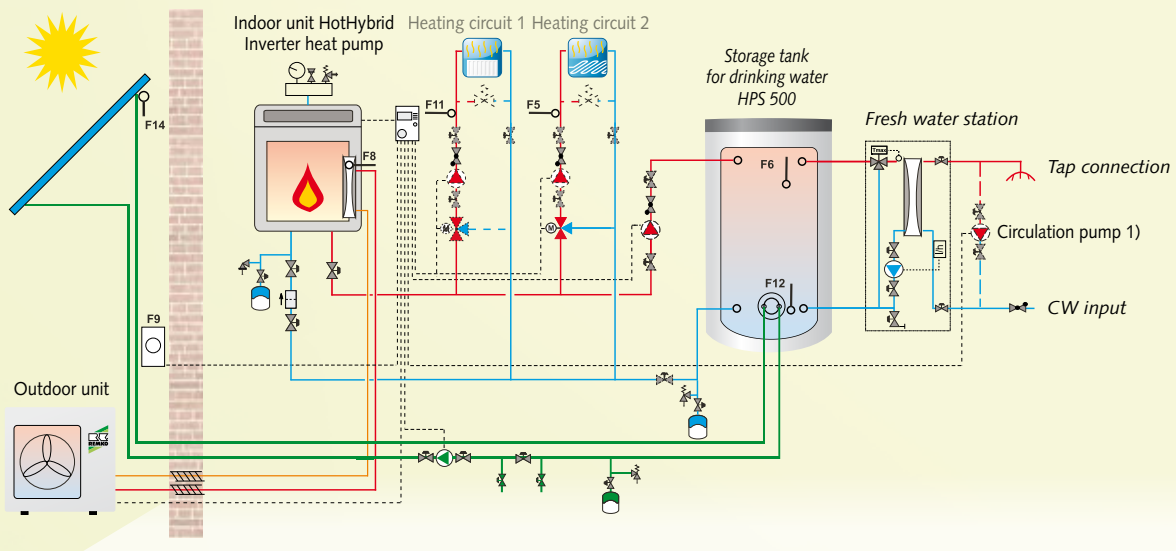 Indoor unit HotHybrid
Inverter heat pump
Heating circuit 1
Heating circuit 2
Storage tank
for drinking water
HPS 500
Fresh water station
F14
F11
F5
F8
F6
Tmax
Tap connection
M
M
Circulation pump 1)
l/h
F12
CW input
F9
Outdoor unit
REMKO